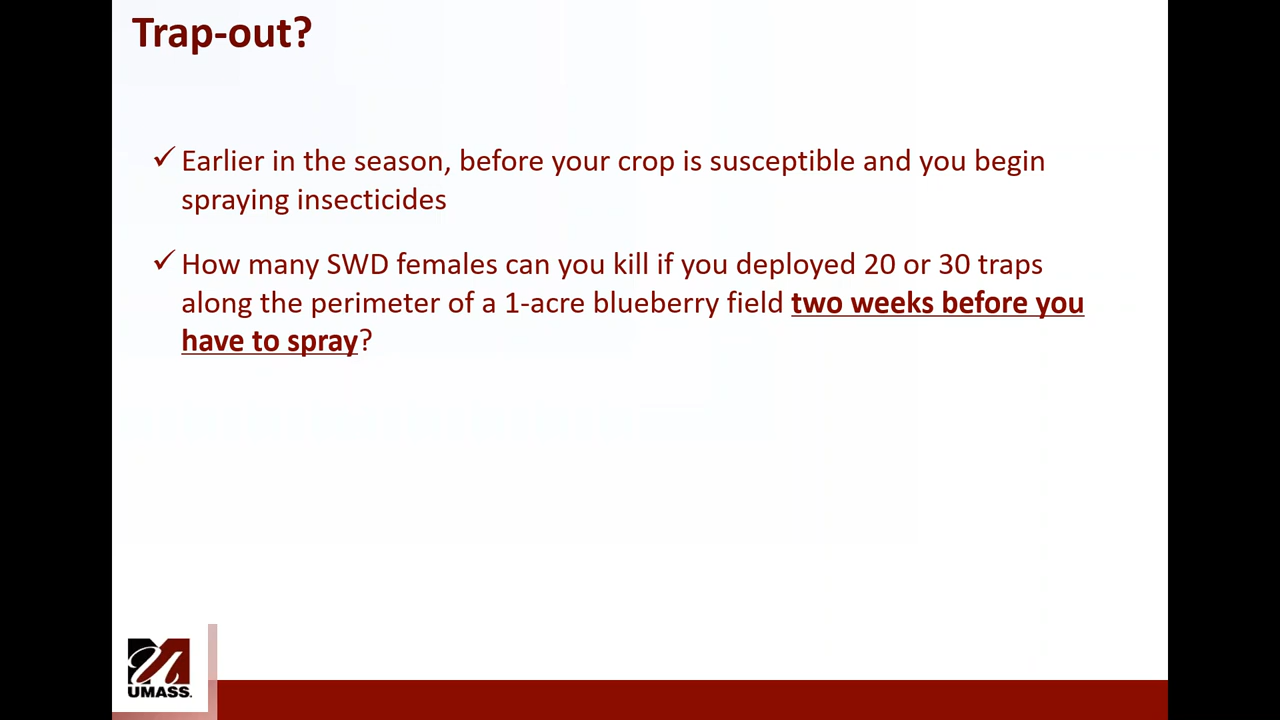 Trap-out?
✓ Earlier in the season, before your crop is susceptible and you begin
spraying insecticides
✓ How many SWD females can you kill if you deployed 20 or 30 traps
along the perimeter of a 1-acre blueberry field two weeks before you
have to spray?
UMASS.